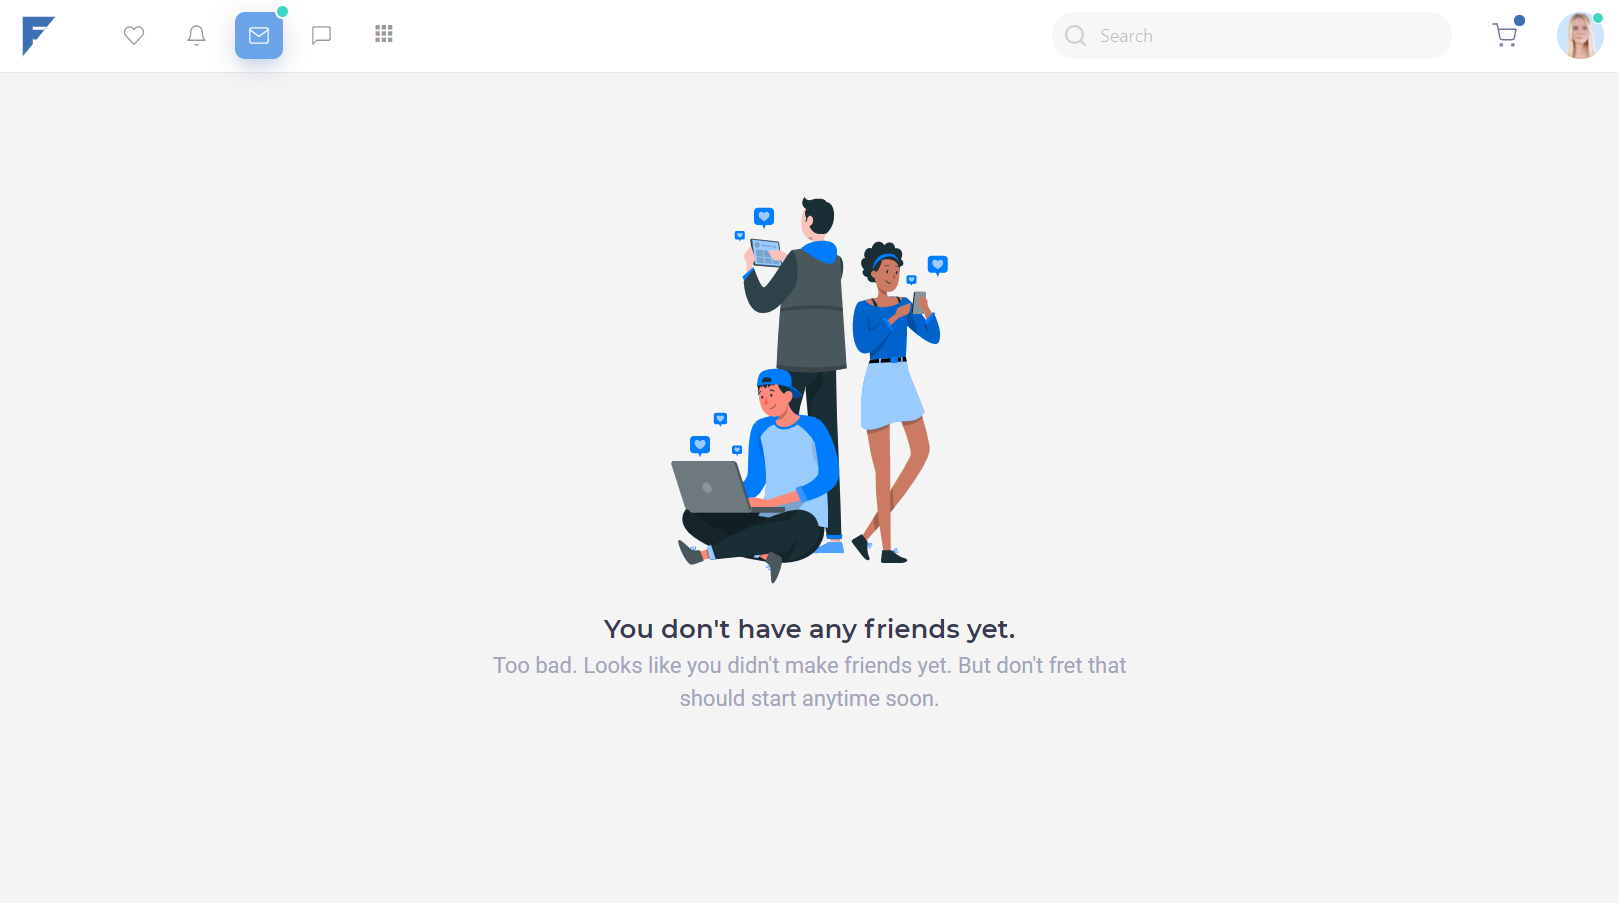 Search
You don't have any friends yet.
Too bad. Looks like you didn't make friends yet. But don't fret that
should start anytime soon.